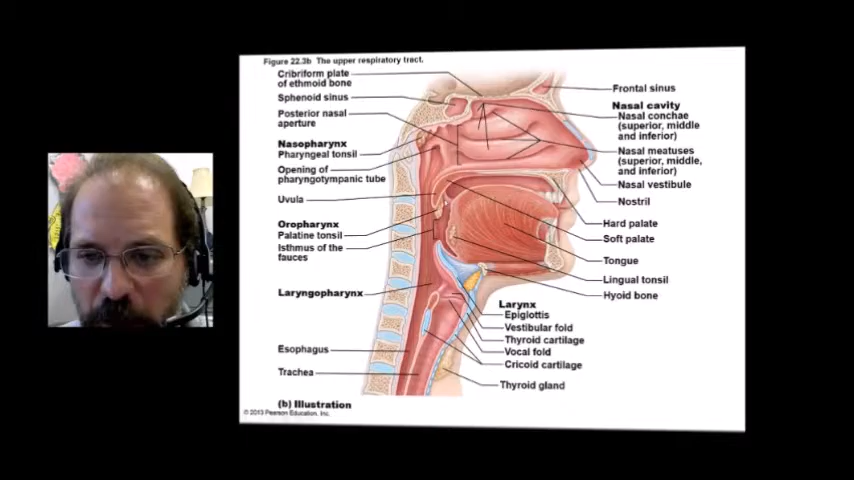 Figure 22.3b The upper respiratory tract.
Cribriform plate
of ethmoid bone
Sphenoid sinus
Posterior nasal
aperture
Nasopharynx
Pharyngeal tonsil
Opening of
pharyngotympanic tube
Uvula
Oropharynx
Palatine tonsil
Isthmus of the
fauces
Laryngopharynx
Esophagus
Trachea
(b) Illustration
© 2013 Pearson Education, Inc.
Frontal sinus
Nasal cavity
Nasal conchae
(superior, middle
and inferior)
Nasal meatuses
(superior, middle,
and inferior)
Nasal vestibule
Nostril
Hard palate
Soft palate
Tongue
Lingual tonsil
Hyoid bone
Larynx
Epiglottis
Vestibular fold
Thyroid cartilage
Vocal fold
Cricoid cartilage
Thyroid gland